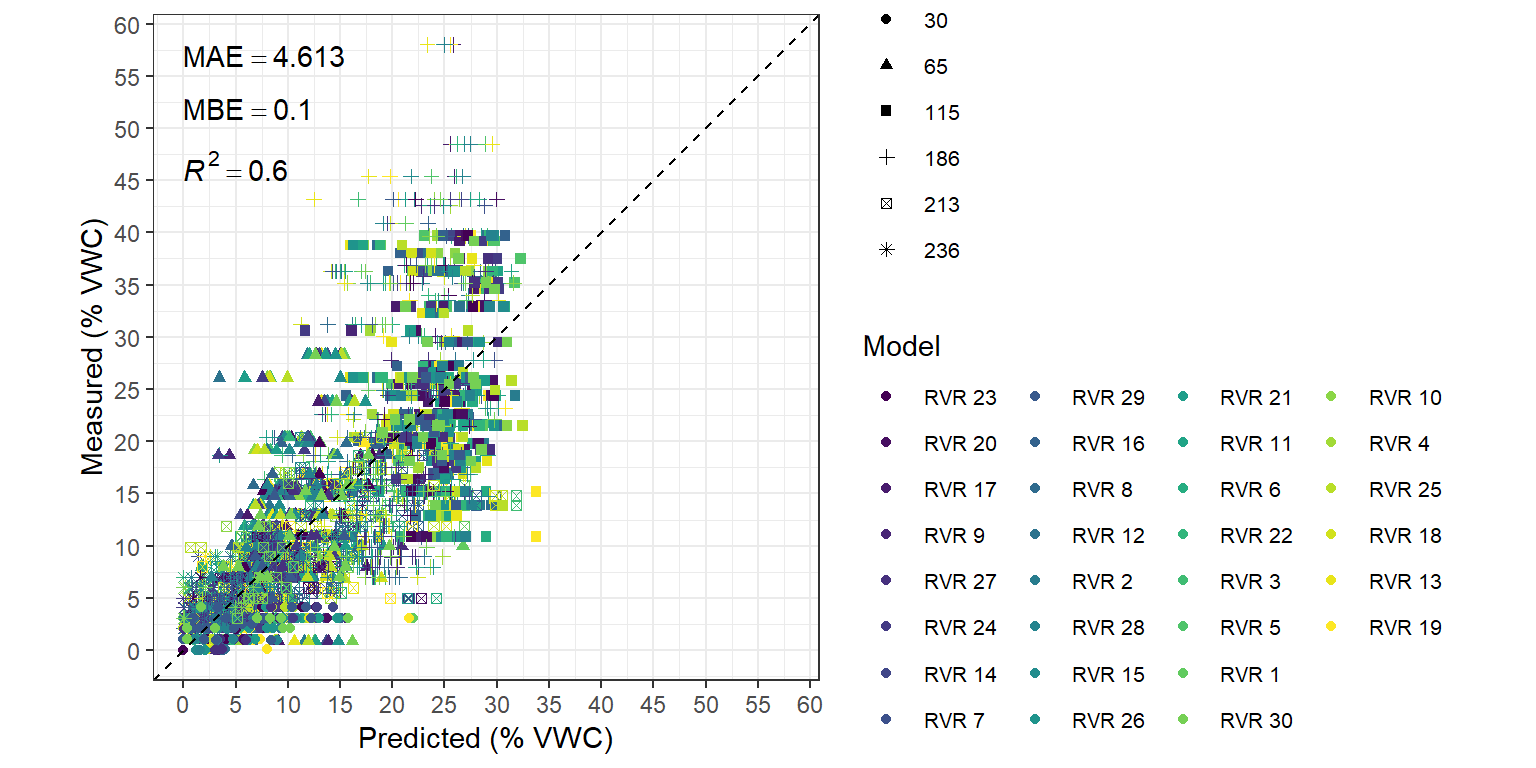 MAE = 4.613
MBE = 0.1
R² = 0.6
Measured (% VWC)
60
55
50
45
40
35
30
25
20
15
10
5
0
0 5 10 15 20 25 30 35 40 45 50 55 60
Predicted (% VWC)
30
65
115
186
213
236
Model
RVR 23 RVR 29 RVR 21 RVR 10
RVR 20 RVR 16 RVR 11 RVR 4
RVR 17 RVR 8 RVR 6 RVR 25
RVR 9 RVR 12 RVR 22 RVR 18
RVR 27 RVR 2 RVR 3 RVR 13
RVR 24 RVR 28 RVR 5 RVR 19
RVR 14 RVR 15 RVR 1
RVR 7 RVR 26 RVR 30